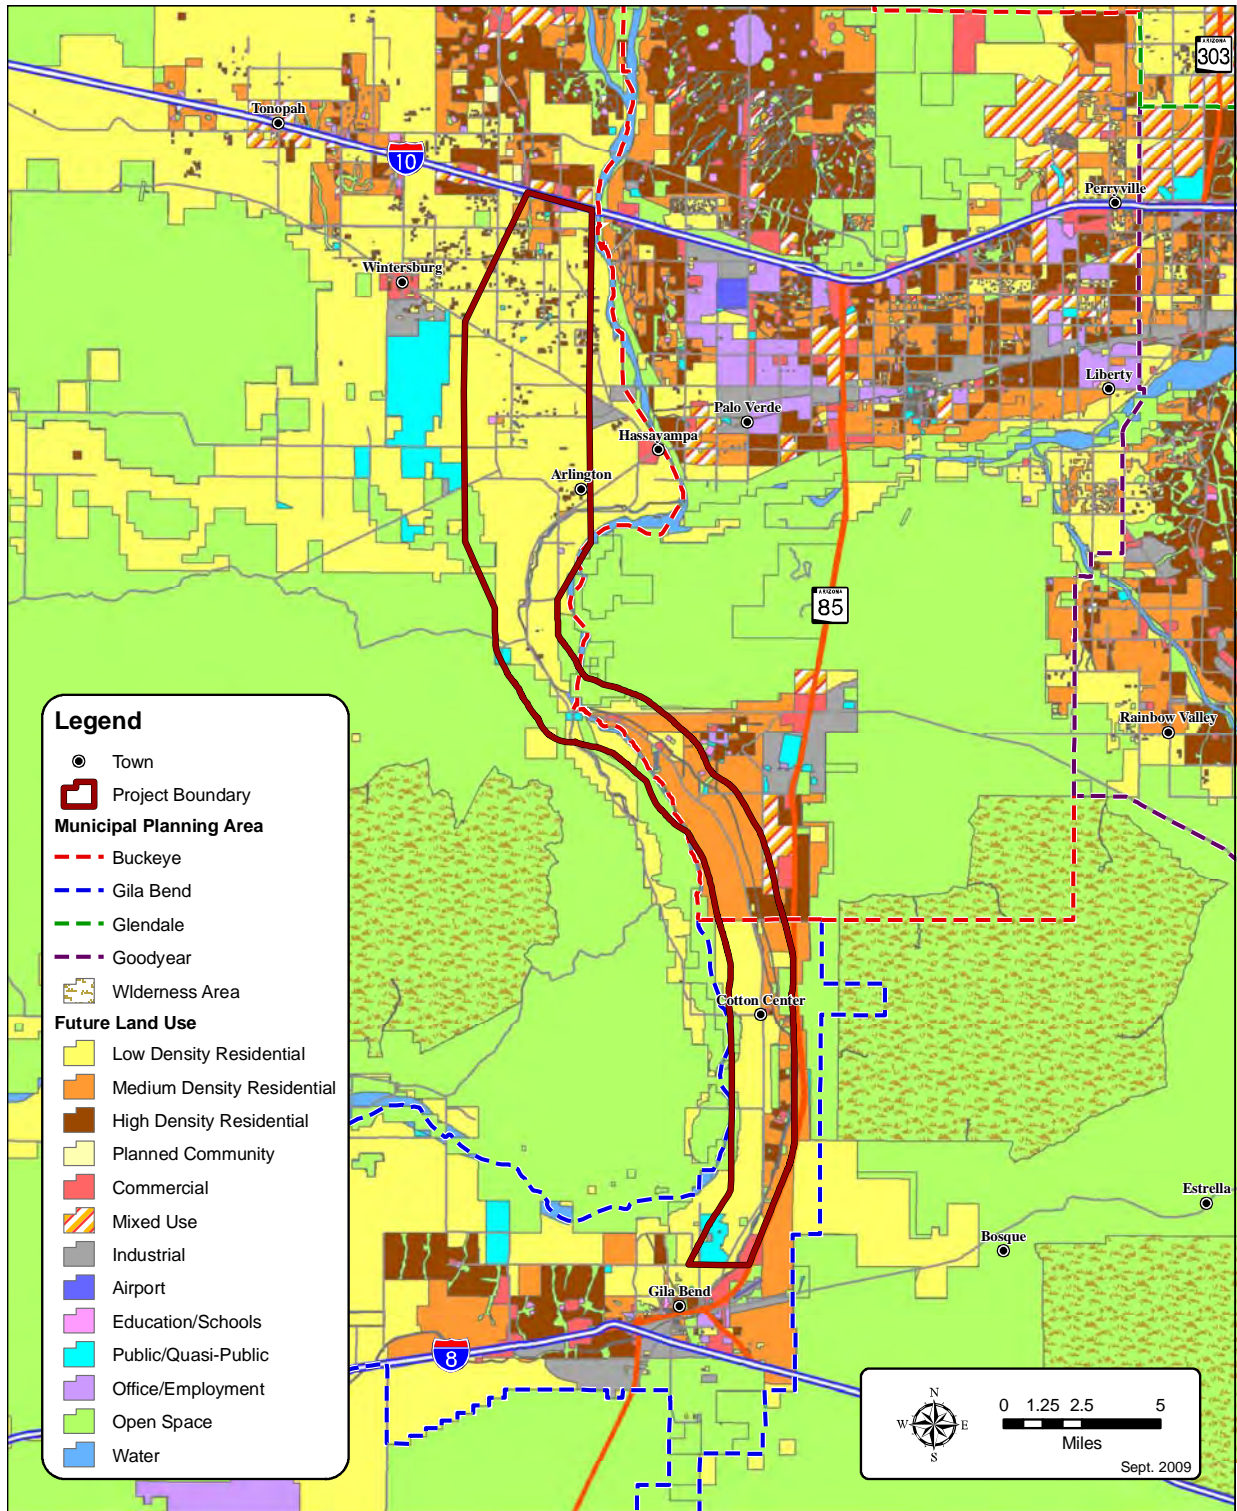 ARIZONA
303
Tonopah
10
Perryville
Wintersburg
Liberty
Palo Verde
Hassayampa
Arlington
ARIZONA
85
Rainbow Valley
Legend
Town
Project Boundary
Municipal Planning Area
Buckeye
Gila Bend
Glendale
Goodyear
WIderness Area
Future Land Use
Low Density Residential
Medium Density Residential
High Density Residential
Planned Community
Commercial
Mixed Use
Industrial
Airport
Education/Schools
Public/Quasi-Public
Office/Employment
Open Space
Water
Cotton Center
Estrella
Bosque
Gila Bend
8
N
W E
S
0 1.25 2.5 5
Miles
Sept. 2009